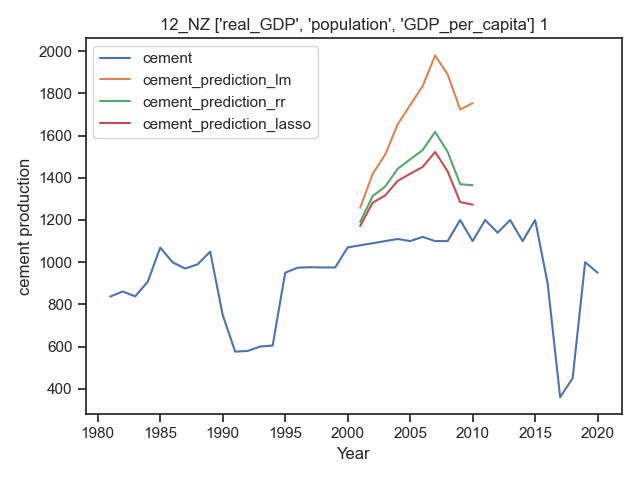 12_NZ ['real_GDP', 'population', 'GDP_per_capita'] 1
cement
cement_prediction_lm
cement_prediction_rr
cement_prediction_lasso
cement production
2000
1800
1600
1400
1200
1000
800
600
400
1980 1985 1990 1995 2000 2005 2010 2015 2020
Year